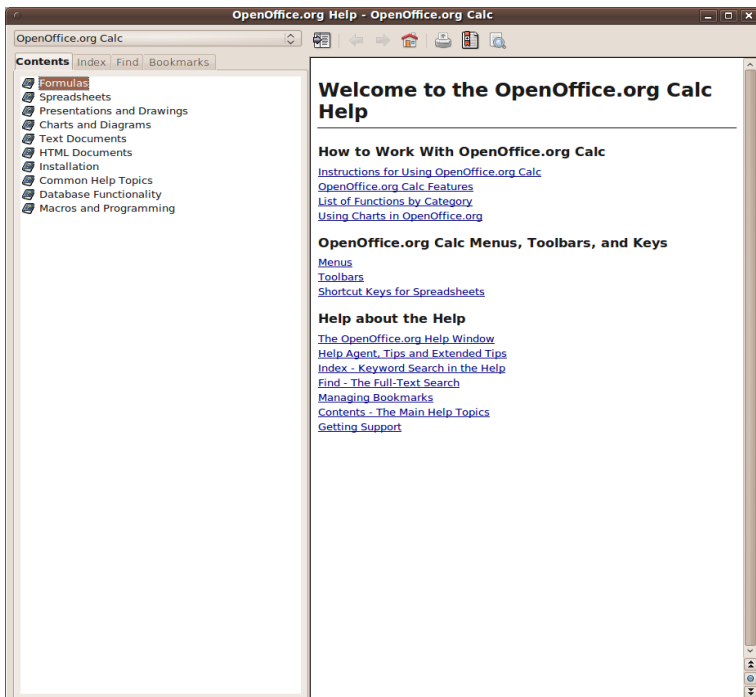 OpenOffice.org Help - OpenOffice.org Calc
OpenOffice.org Calc
Contents Index Find Bookmarks
Formulas
Spreadsheets
Presentations and Drawings
Charts and Diagrams
Text Documents
HTML Documents
Installation
Common Help Topics
Database Functionality
Macros and Programming
Welcome to the OpenOffice.org Calc
Help
How to Work With OpenOffice.org Calc
Instructions for Using OpenOffice.org Calc
OpenOffice.org Calc Features
List of Functions by Category
Using Charts in OpenOffice.org
OpenOffice.org Calc Menus, Toolbars, and Keys
Menus
Toolbars
Shortcut Keys for Spreadsheets
Help about the Help
The OpenOffice.org Help Window
Help Agent, Tips and Extended Tips
Index - Keyword Search in the Help
Find - The Full-Text Search
Managing Bookmarks
Contents - The Main Help Topics
Getting Support